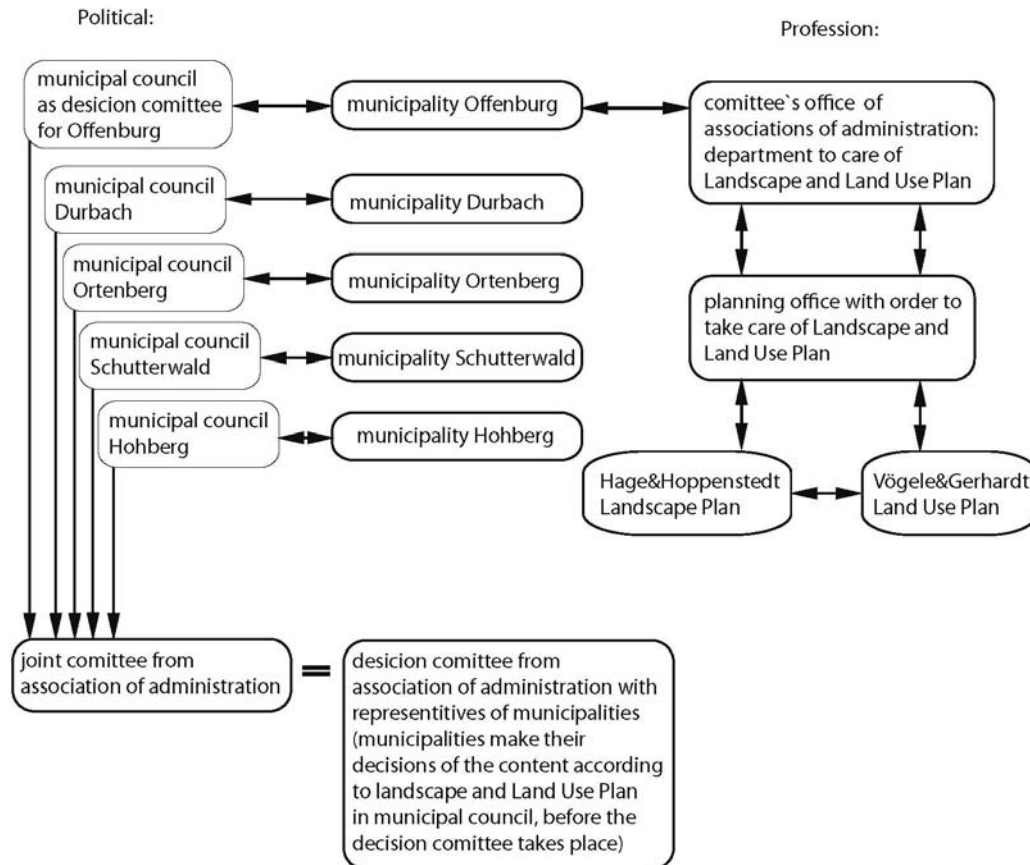 Political:
Profession:
municipal council
as desicion comittee
for Offenburg
municipality Offenburg
comittee`s office of
associations of administration:
department to care of
Landscape and Land Use Plan
municipal council
Durbach
municipality Durbach
municipal council
Ortenberg
municipality Ortenberg
planning office with order to
take care of Landscape and
Land Use Plan
municipal council
Schutterwald
municipality Schutterwald
municipal council
Hohberg
municipality Hohberg
Hage&Hoppenstedt
Landscape Plan
Vögele&Gerhardt
Land Use Plan
joint comittee from
association of administration
=
desicion comittee from
association of administration with
representitives of municipalities
(municipalities make their
decisions of the content according
to landscape and Land Use Plan
in municipal council, before the
decision comittee takes place)